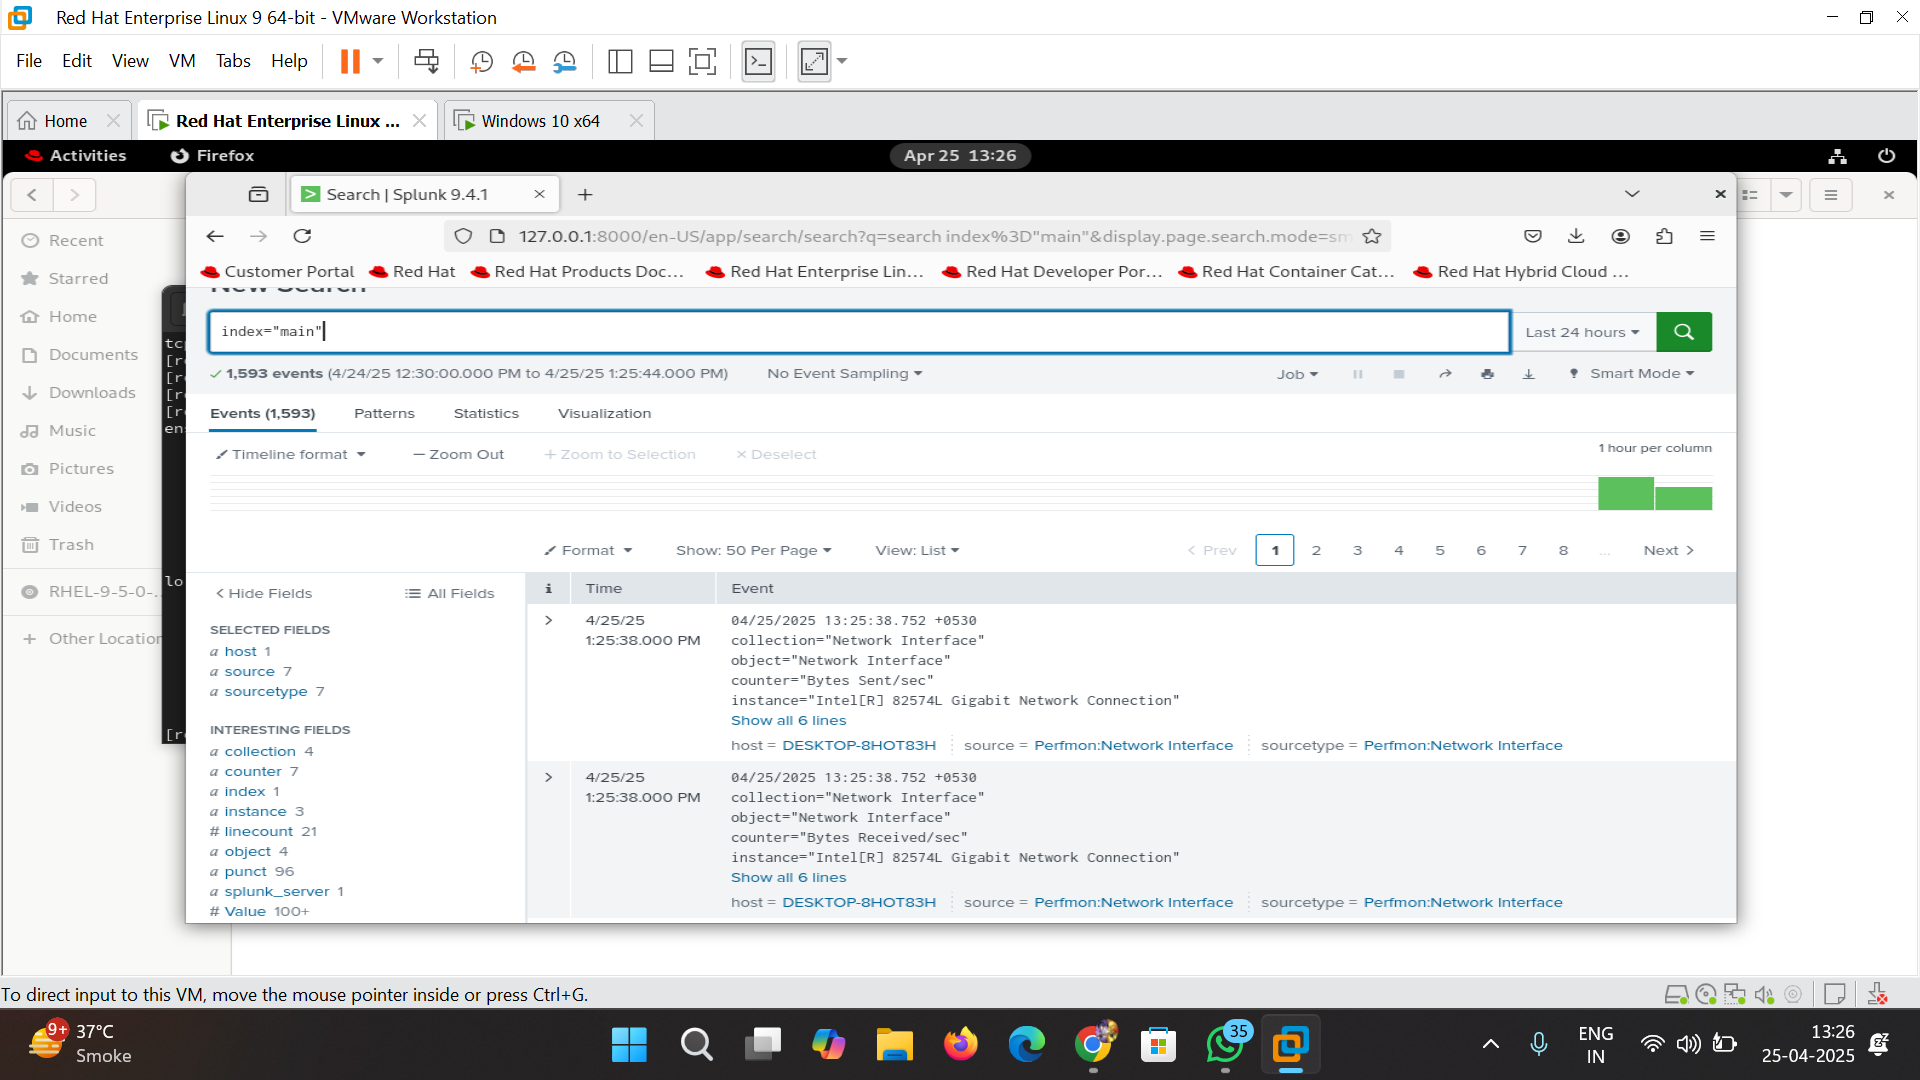 Red Hat Enterprise Linux 9 64-bit - VMware Workstation
File Edit View VM Tabs Help
Home Red Hat Enterprise Linux ... Windows 10 x64
Activities Firefox Apr 25 13:26
Search | Splunk 9.4.1
127.0.0.1:8000/en-US/app/search/search?q=search index%3D"main"&display.page.search.mode=sm
Customer Portal Red Hat Red Hat Products Doc... Red Hat Enterprise Lin... Red Hat Developer Por... Red Hat Container Cat... Red Hat Hybrid Cloud ...
Recent
Starred
Home
Documents
Downloads
Music
Pictures
Videos
Trash
RHEL-9-5-0-...
+ Other Location
tcp
[re
[re
[re
[re
ens
lo
[re
New Search
index="main"
Last 24 hours
1,593 events (4/24/25 12:30:00.000 PM to 4/25/25 1:25:44.000 PM) No Event Sampling Job Smart Mode
Events (1,593) Patterns Statistics Visualization
Timeline format — Zoom Out + Zoom to Selection × Deselect 1 hour per column
Format Show: 50 Per Page View: List < Prev 1 2 3 4 5 6 7 8 ... Next >
< Hide Fields All Fields
SELECTED FIELDS
a host 1
a source 7
a sourcetype 7
INTERESTING FIELDS
a collection 4
a counter 7
a index 1
a instance 3
# linecount 21
a object 4
a punct 96
a splunk_server 1
# Value 100+
i Time Event
> 4/25/25
1:25:38.000 PM
04/25/2025 13:25:38.752 +0530
collection="Network Interface"
object="Network Interface"
counter="Bytes Sent/sec"
instance="Intel[R] 82574L Gigabit Network Connection"
Show all 6 lines
host = DESKTOP-8HOT83H source = Perfmon:Network Interface sourcetype = Perfmon:Network Interface
> 4/25/25
1:25:38.000 PM
04/25/2025 13:25:38.752 +0530
collection="Network Interface"
object="Network Interface"
counter="Bytes Received/sec"
instance="Intel[R] 82574L Gigabit Network Connection"
Show all 6 lines
host = DESKTOP-8HOT83H source = Perfmon:Network Interface sourcetype = Perfmon:Network Interface
To direct input to this VM, move the mouse pointer inside or press Ctrl+G.
9+
37°C
Smoke
35
ENG
IN
13:26
25-04-2025